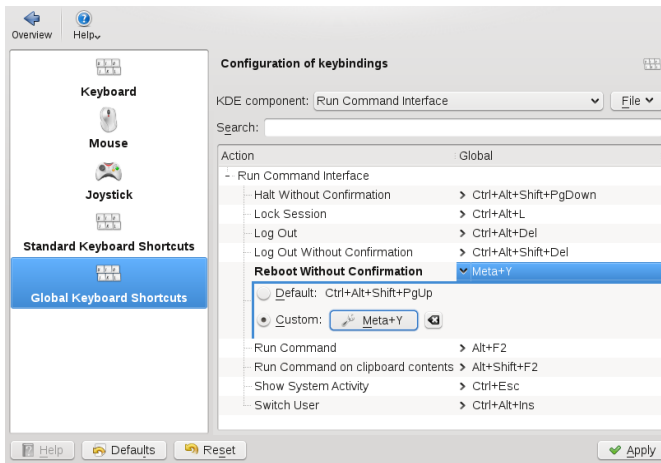 Overview Help
Configuration of keybindings
Keyboard
Mouse
Joystick
Standard Keyboard Shortcuts
Global Keyboard Shortcuts
KDE component: Run Command Interface File
Search:
Action Global
Run Command Interface
Halt Without Confirmation Ctrl+Alt+Shift+PgDown
Lock Session Ctrl+Alt+L
Log Out Ctrl+Alt+Del
Log Out Without Confirmation Ctrl+Alt+Shift+Del
Reboot Without Confirmation Meta+Y
Default: Ctrl+Alt+Shift+PgUp
Custom: Meta+Y
Run Command Alt+F2
Run Command on clipboard contents Alt+Shift+F2
Show System Activity Ctrl+Esc
Switch User Ctrl+Alt+Ins
Help Defaults Reset Apply